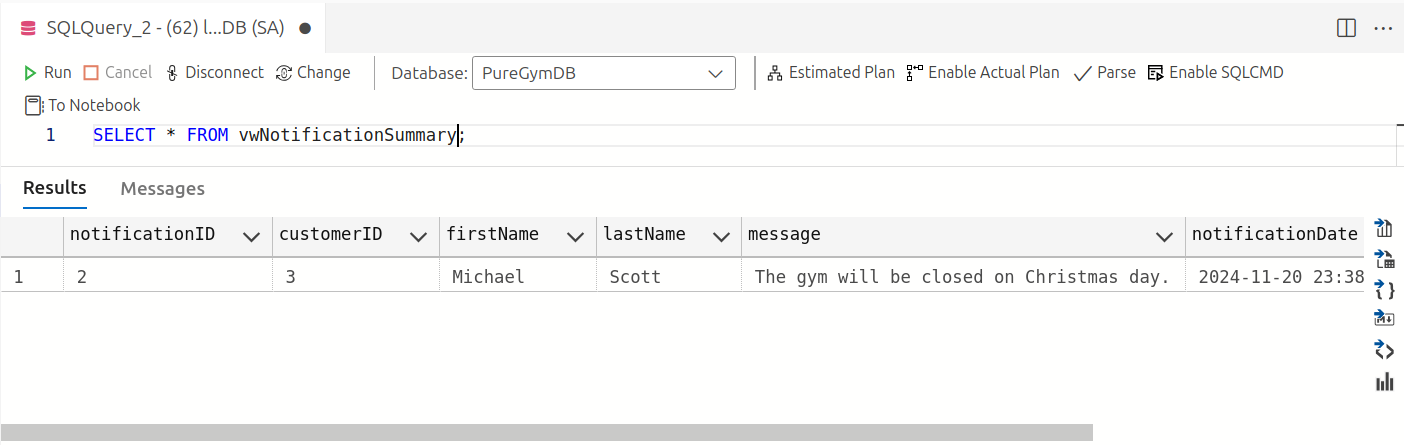 SQLQuery_2 - (62) l...DB (SA)
Run Cancel Disconnect Change Database: PureGymDB Estimated Plan Enable Actual Plan Parse Enable SQLCMD
To Notebook
1 SELECT * FROM vwNotificationSummary;
Results Messages
notificationID customerID firstName lastName message notificationDate
1 2 3 Michael Scott The gym will be closed on Christmas day. 2024-11-20 23:38